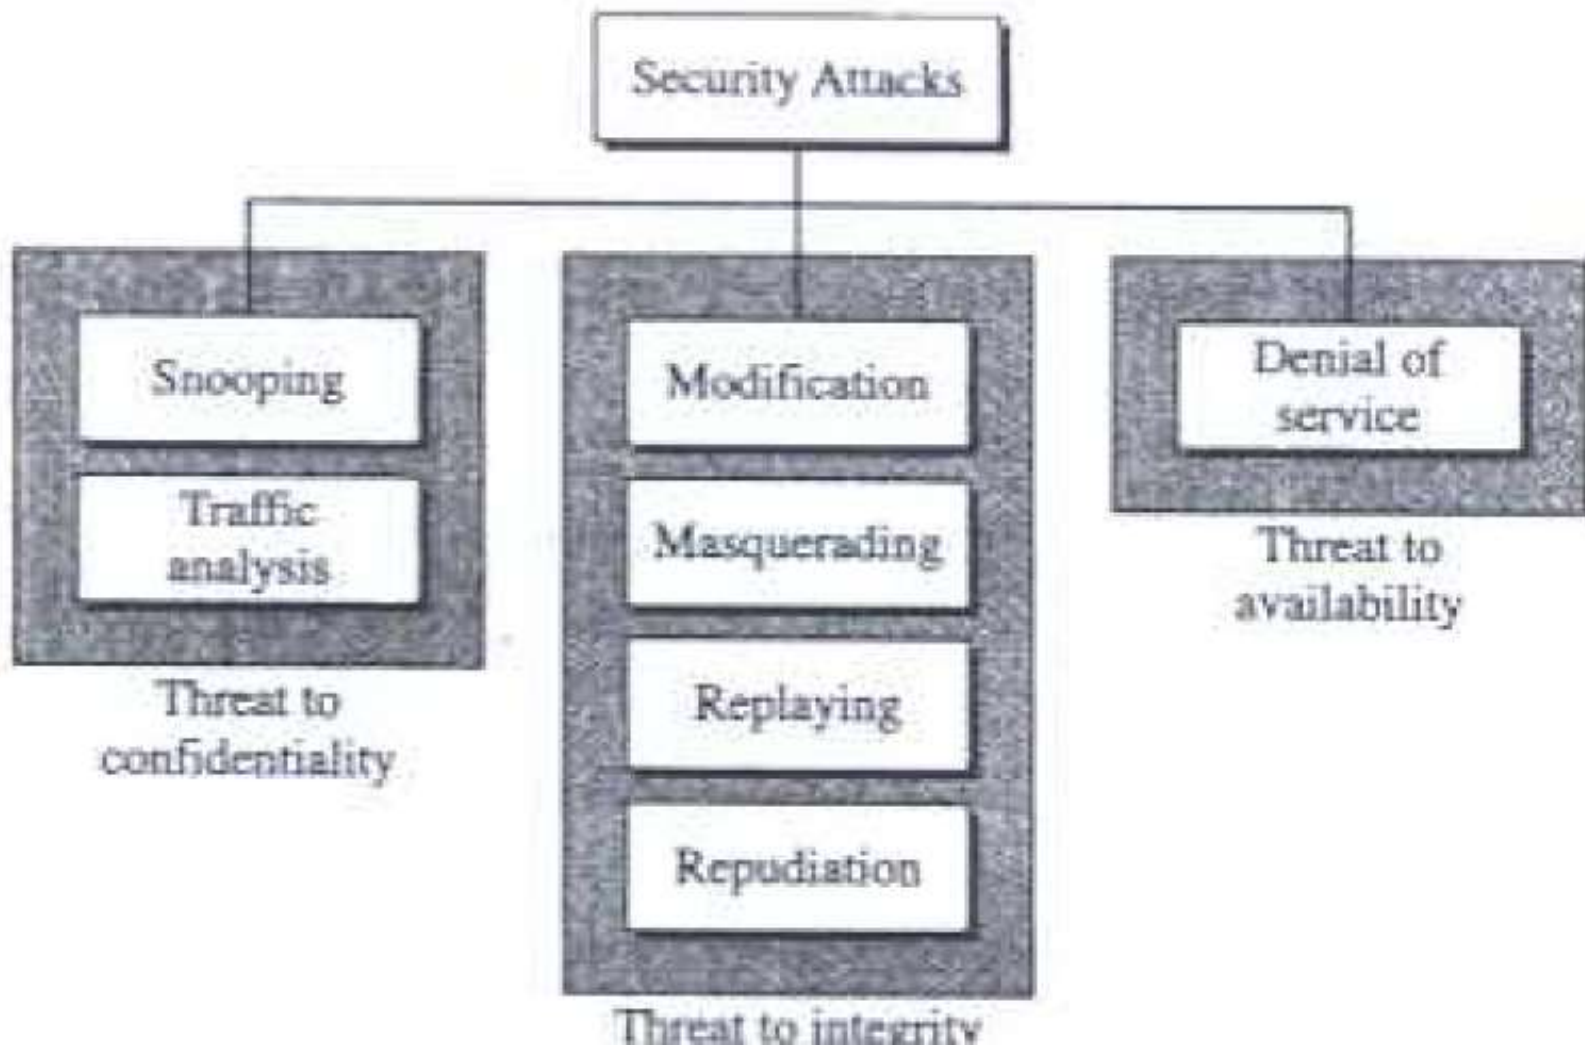 Security Attacks
Snooping
Traffic
analysis
Threat to
confidentiality
Modification
Masquerading
Replaying
Repudiation
Threat to integrity
Denial of
service
Threat to
availability